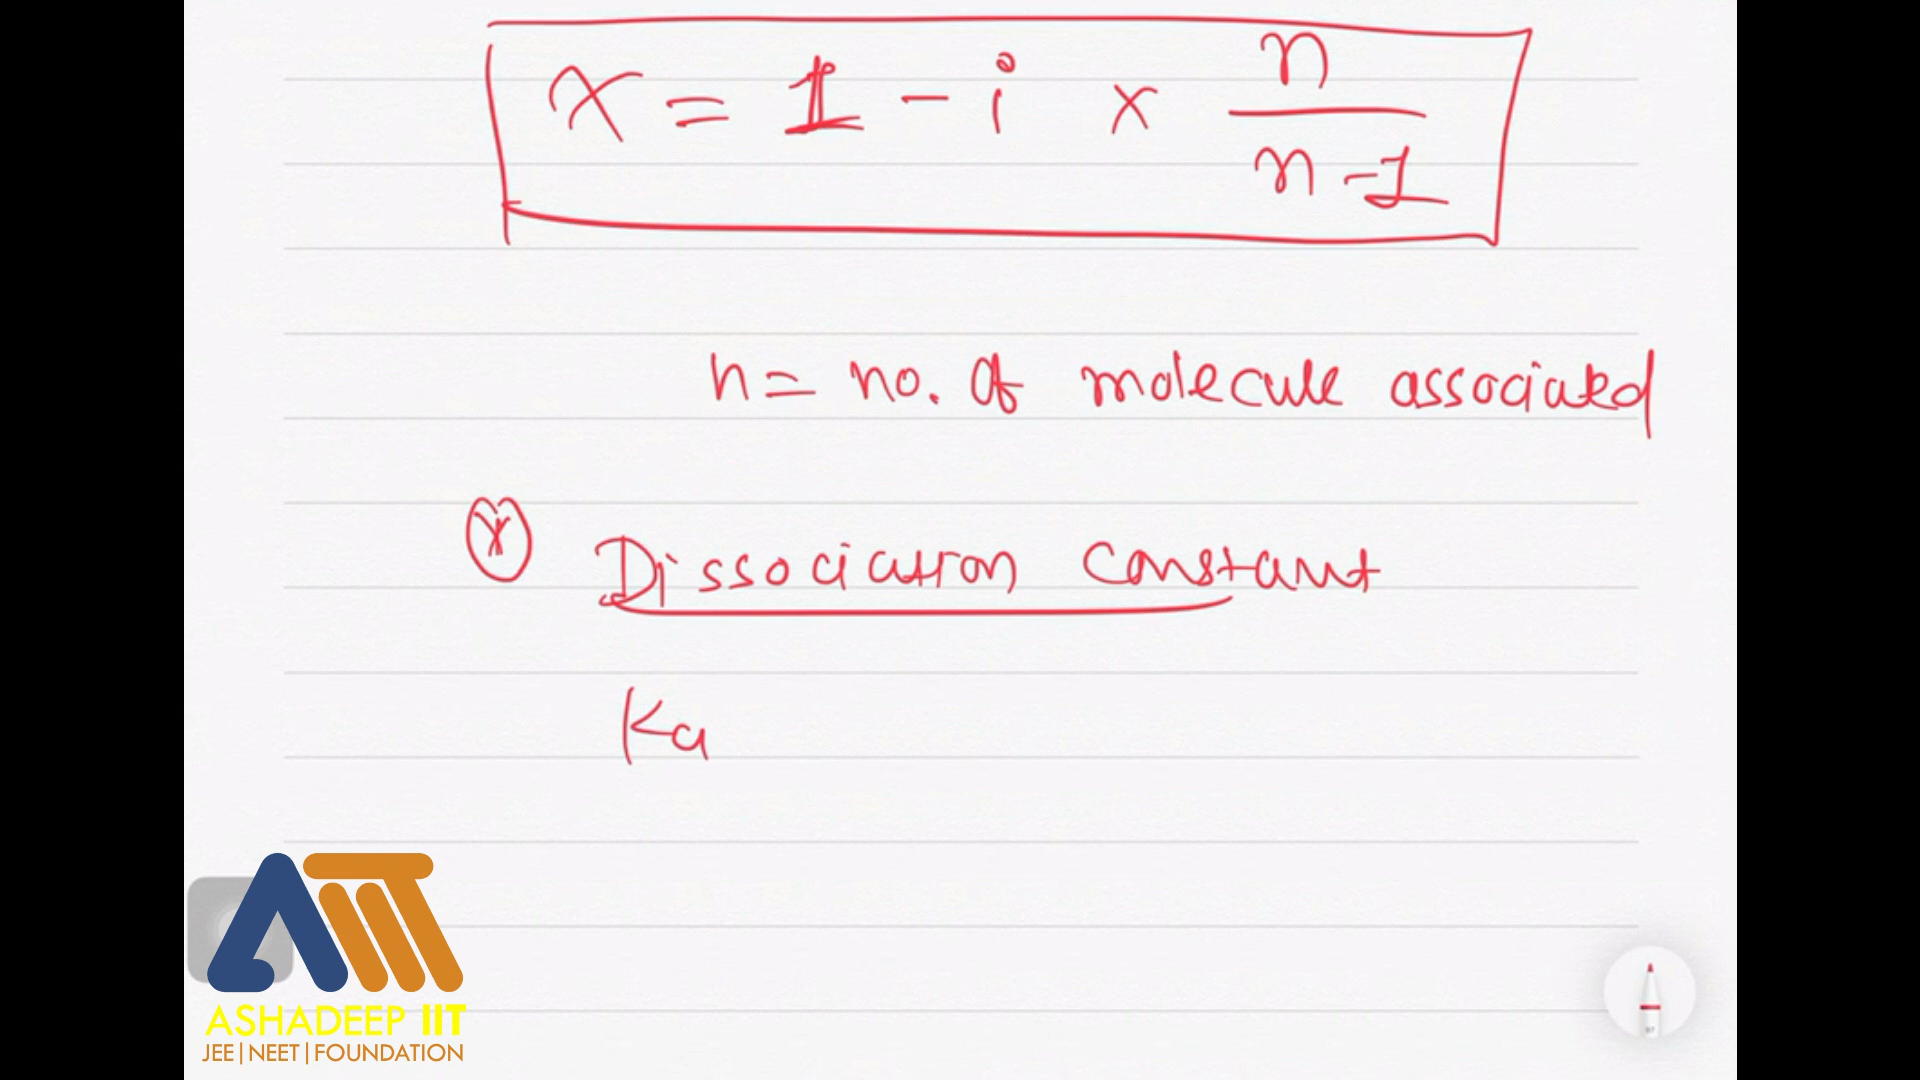 x = 1 - i × n / n-1
n = no. of molecule associated
* Dissociation Constant
Ka
ASHADEEP IIT
JEE | NEET | FOUNDATION